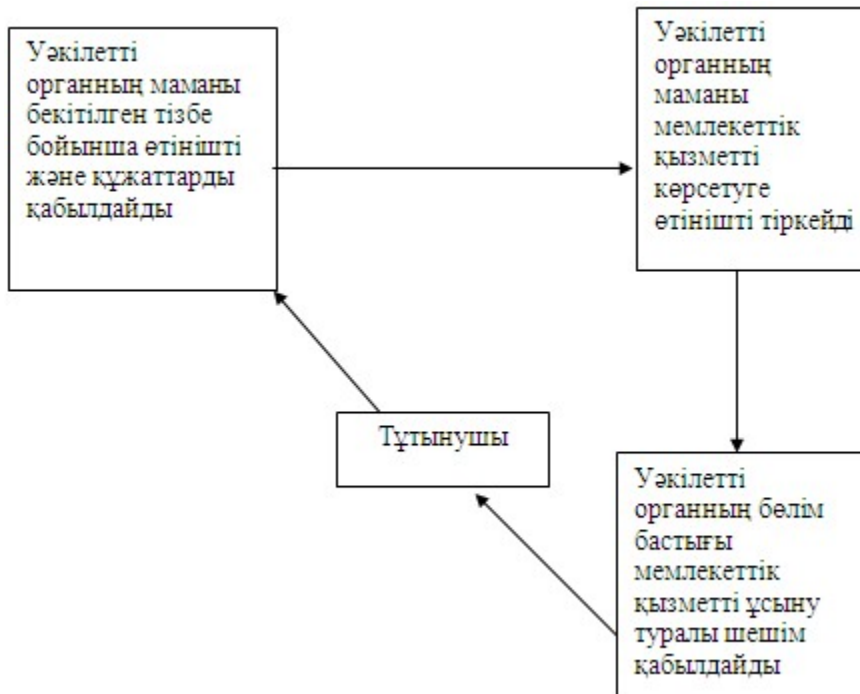 Уәкілетті
органның маманы
бекітілген тізбе
бойынша өтінішті
және құжаттарды
қабылдайды
Уәкілетті
органның
маманы
мемлекеттік
қызметті
көрсетуге
өтінішті тіркейді
Тұтынушы
Уәкілетті
органның бөлім
бастығы
мемлекеттік
қызметті ұсыну
туралы шешім
қабылдайды